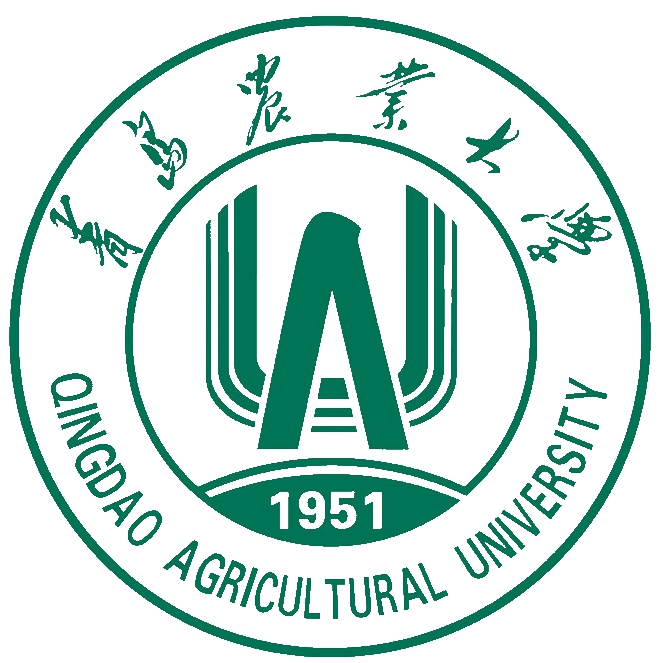 青島農業大學
1951
QINGDAO AGRICULTURAL UNIVERSITY